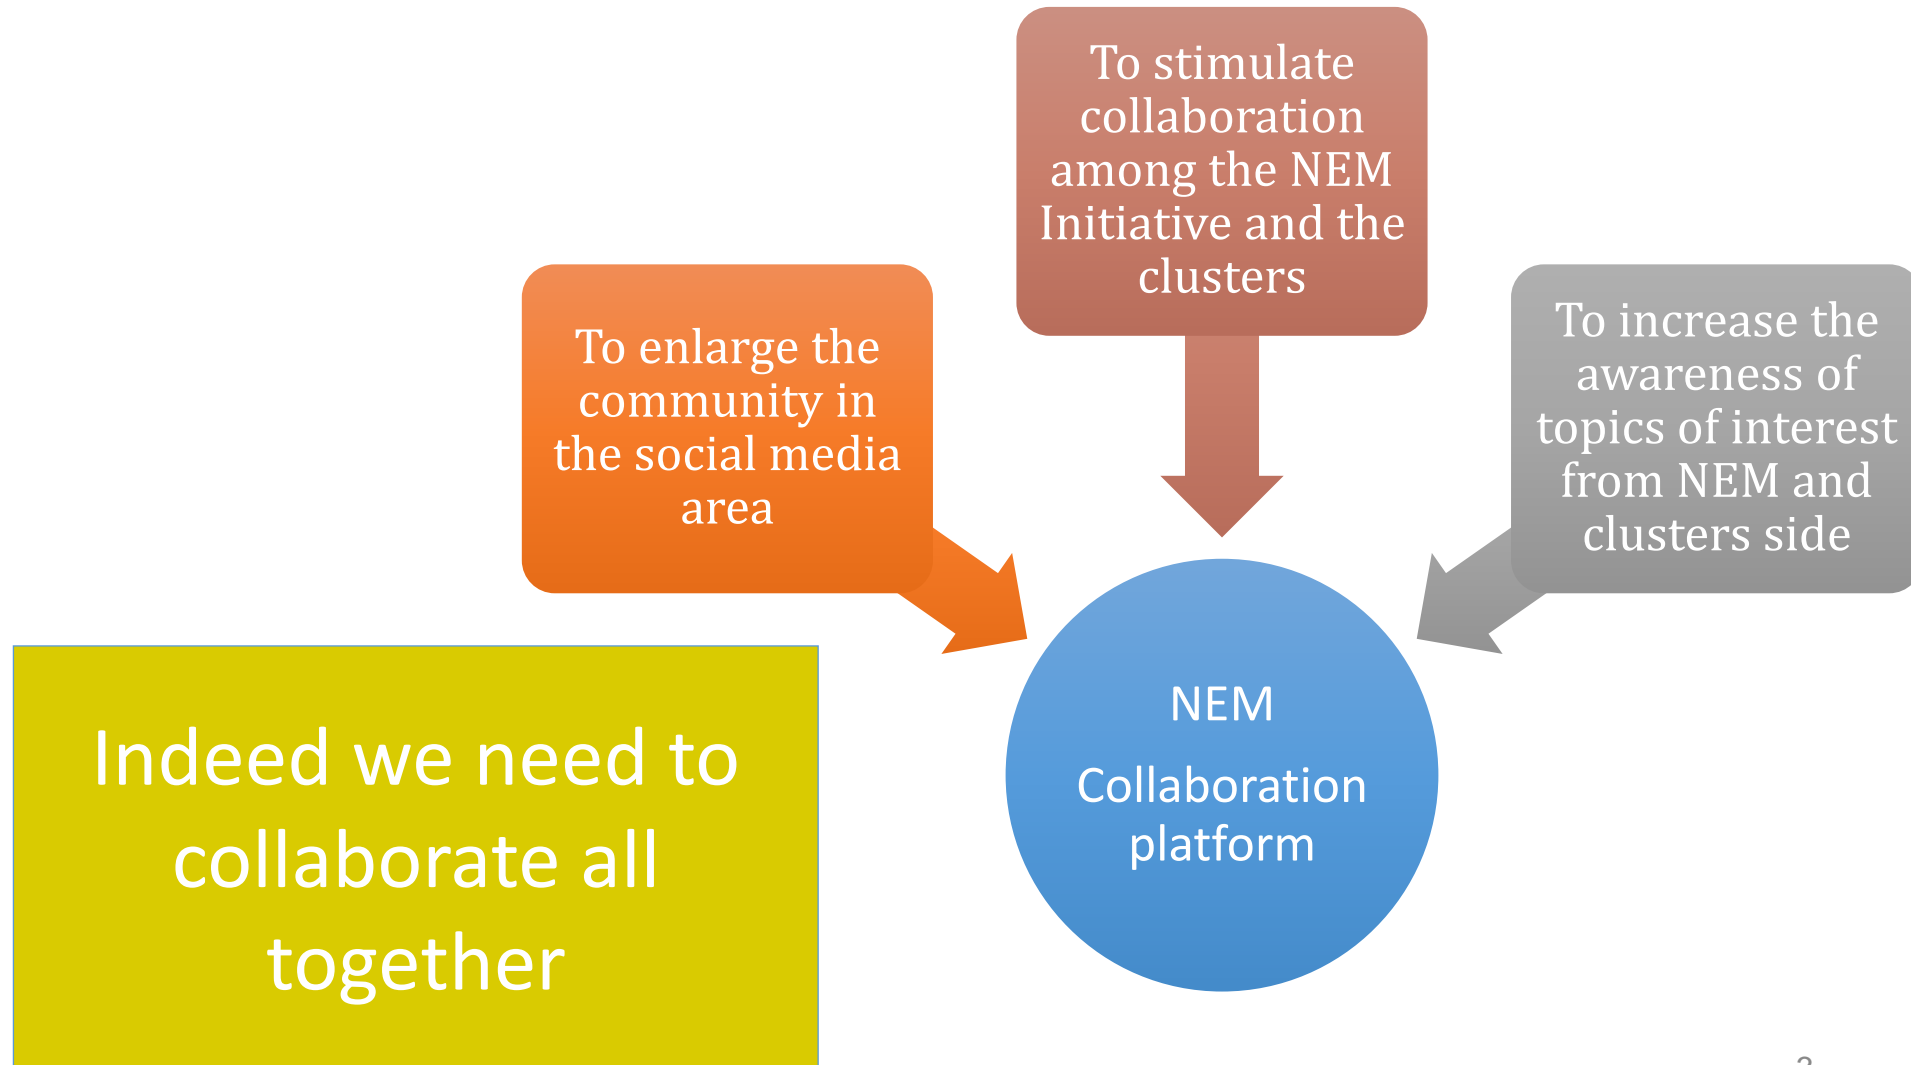 To stimulate
collaboration
among the NEM
Initiative and the
clusters
To enlarge the
community in
the social media
area
To increase the
awareness of
topics of interest
from NEM and
clusters side
NEM
Collaboration
platform
Indeed we need to
collaborate all
together